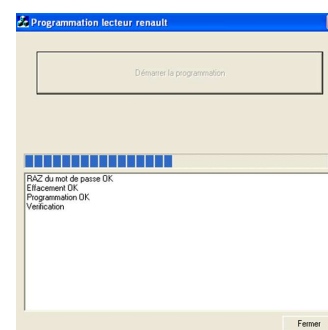 Programmation lecteur renault
Démarrer la programmation
RAZ du mot de passe OK
Effacement OK
Programmation OK
Verification
Fermer